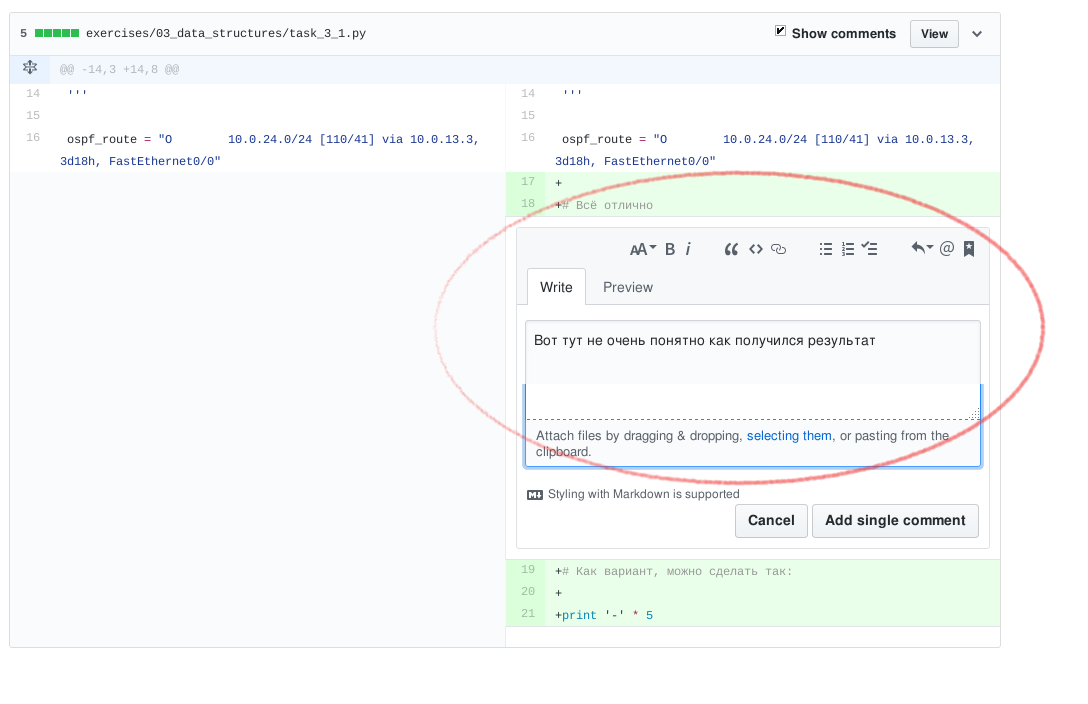 5 exercises/03_data_structures/task_3_1.py Show comments View
@@ -14,3 +14,8 @@
14 ''' 14 '''
15 15
16 ospf_route = "O 10.0.24.0/24 [110/41] via 10.0.13.3, 16 ospf_route = "O 10.0.24.0/24 [110/41] via 10.0.13.3,
3d18h, FastEthernet0/0" 3d18h, FastEthernet0/0"
17 +
18 +# Всё отлично
AA B i “ <> @
Write Preview
Вот тут не очень понятно как получился результат
Attach files by dragging & dropping, selecting them, or pasting from the
clipboard.
M Styling with Markdown is supported
Cancel Add single comment
19 +# Как вариант, можно сделать так:
20 +
21 +print '-' * 5